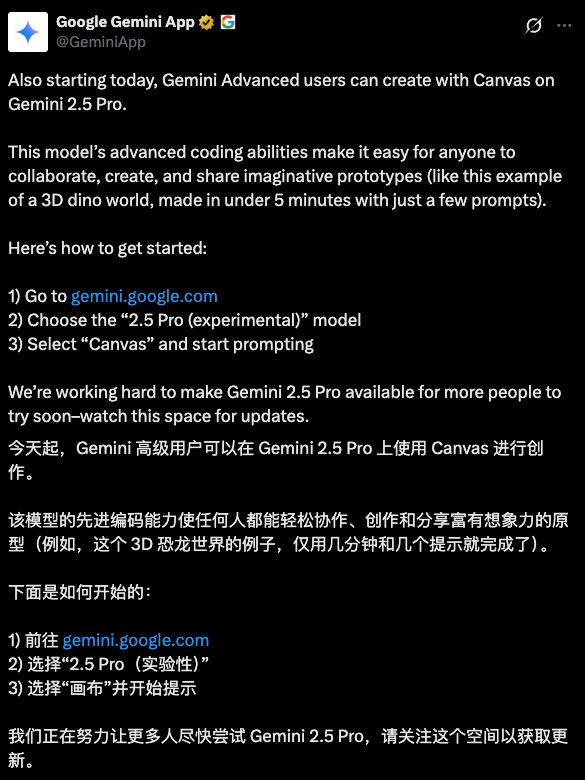 Google Gemini App
@GeminiApp
Also starting today, Gemini Advanced users can create with Canvas on
Gemini 2.5 Pro.
This model’s advanced coding abilities make it easy for anyone to
collaborate, create, and share imaginative prototypes (like this example
of a 3D dino world, made in under 5 minutes with just a few prompts).
Here’s how to get started:
1) Go to gemini.google.com
2) Choose the “2.5 Pro (experimental)” model
3) Select “Canvas” and start prompting
We’re working hard to make Gemini 2.5 Pro available for more people to
try soon–watch this space for updates.
今天起，Gemini 高级用户可以在 Gemini 2.5 Pro 上使用 Canvas 进行创
作。
该模型的先进编码能力使任何人都能轻松协作、创作和分享富有想象力的原
型（例如，这个 3D 恐龙世界的例子，仅用几分钟和几个提示就完成了）。
下面是如何开始的：
1) 前往 gemini.google.com
2) 选择“2.5 Pro（实验性）”
3) 选择“画布”并开始提示
我们正在努力让更多人尽快尝试 Gemini 2.5 Pro，请关注这个空间以获取更
新。